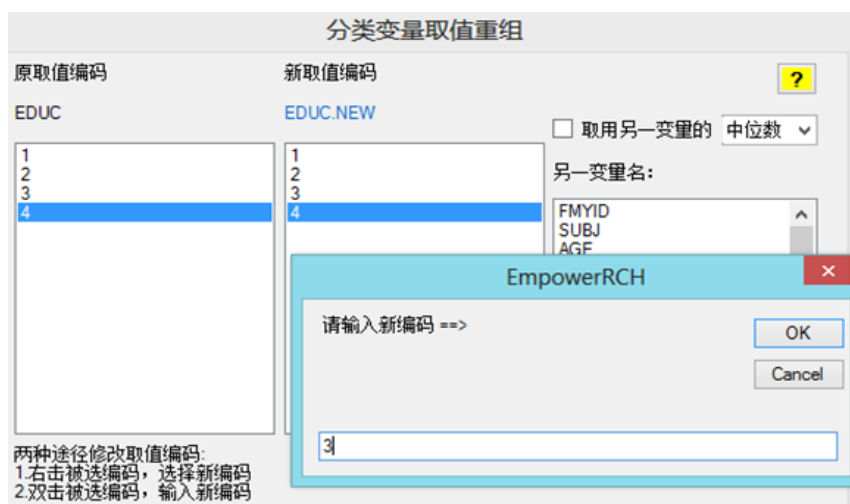 分类变量取值重组
原取值编码
新取值编码
?
EDUC
EDUC.NEW
取用另一变量的 中位数
另一变量名：
1
2
3
4
1
2
3
4
FMYID
SUBJ
AGE
EmpowerRCH
×
请输入新编码 ==>
OK
Cancel
3
两种途径修改取值编码:
1.右击被选编码，选择新编码
2.双击被选编码，输入新编码